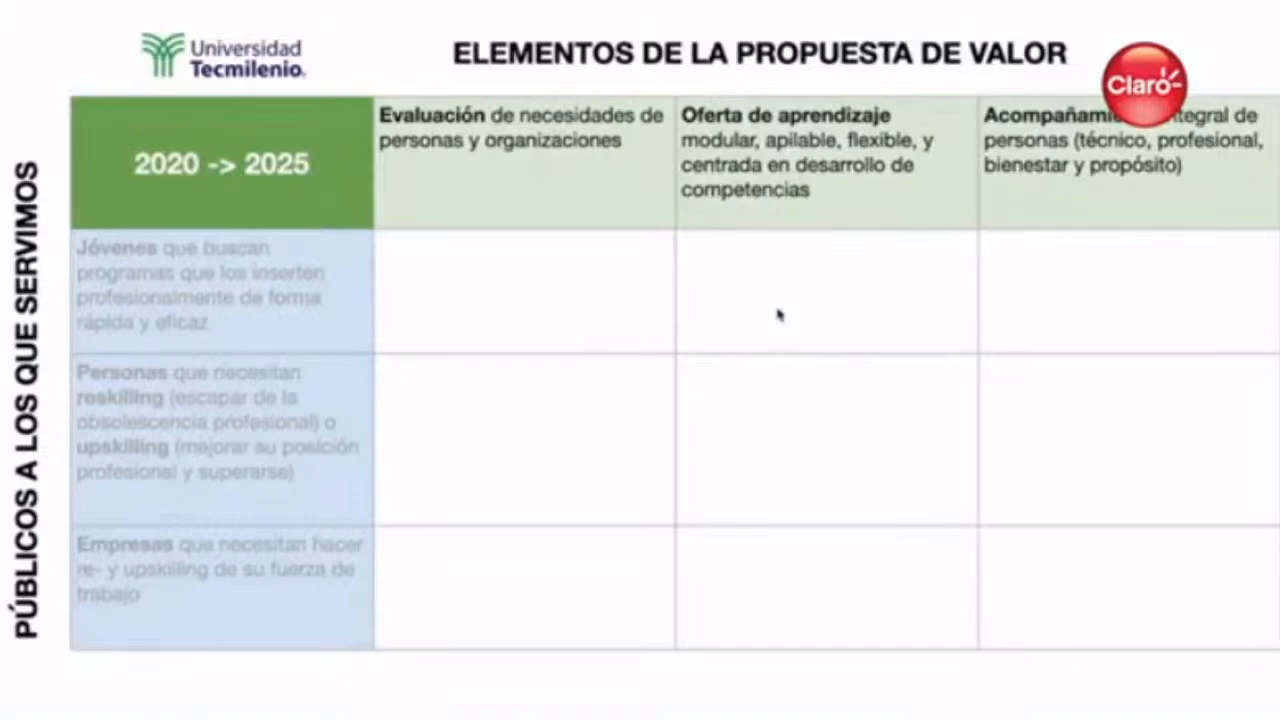 Universidad
Tecmilenio.
ELEMENTOS DE LA PROPUESTA DE VALOR
Claro
PÚBLICOS A LOS QUE SERVIMOS
2020 -> 2025
Evaluación de necesidades de
personas y organizaciones
Oferta de aprendizaje
modular, apilable, flexible, y
centrada en desarrollo de
competencias
Acompañamie ntegral de
personas (técnico, profesional,
bienestar y propósito)
Jóvenes que buscan
programas que los inserten
profesionalmente de forma
rápida y eficaz
Personas que necesitan
reskilling (escapar de la
obsolescencia profesional) o
upskilling (mejorar su posición
profesional y superarse)
Empresas que necesitan hacer
re- y upskilling de su fuerza de
trabajo